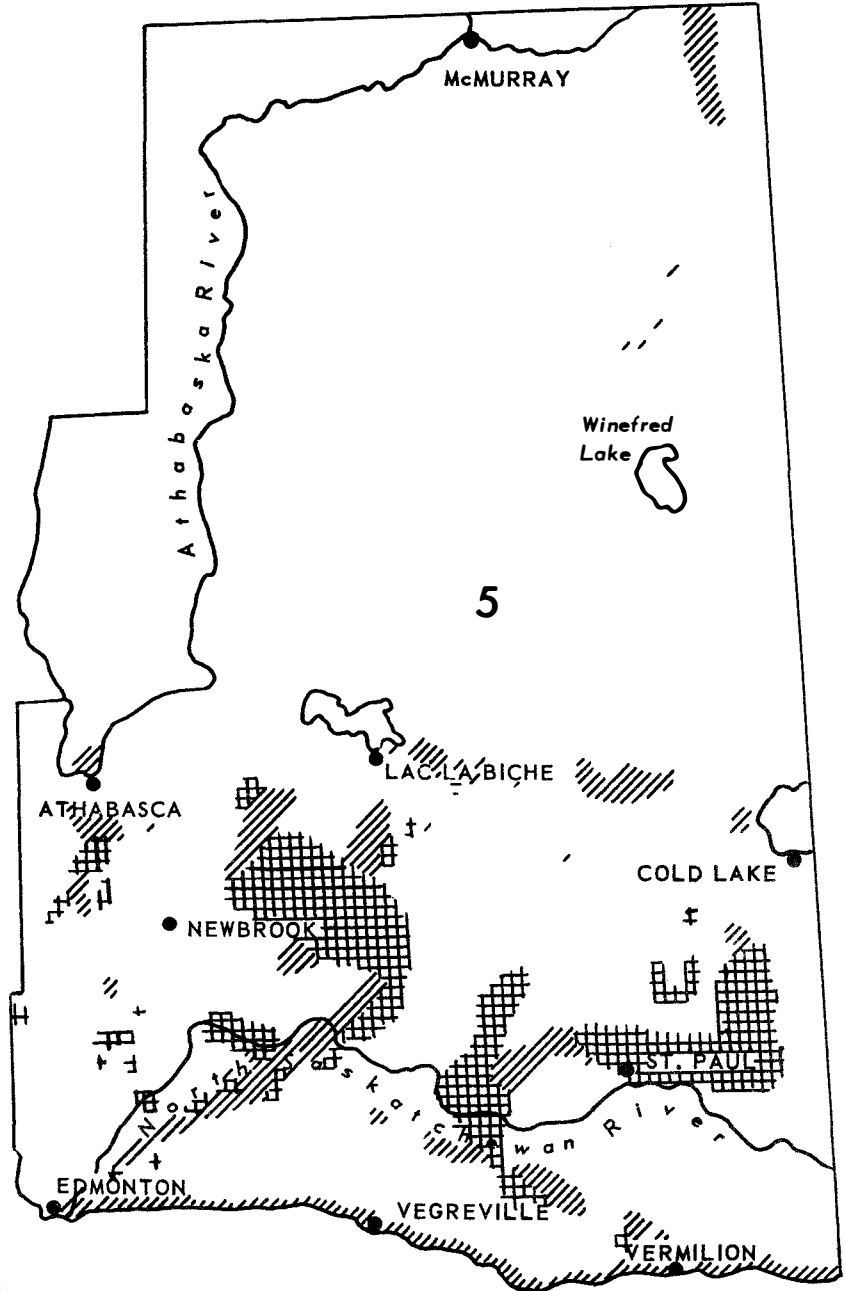 McMURRAY
Athabaska River
Winefred
Lake
5
LAC LA BICHE
ATHABASCA
COLD LAKE
NEWBROOK
ST. PAUL
North Saskatchewan River
EDMONTON
VEGREVILLE
VERMILION